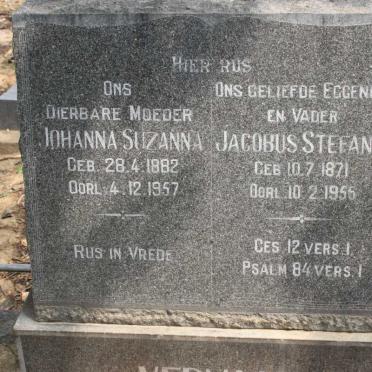 HIER RUS
ONS
DIERBARE MOEDER
JOHANNA SUZANNA
GEB. 28.4.1882
OORL. 4.12.1957
RUS IN VREDE
ONS GELIEFDE EGGEN
EN VADER
JACOBUS STEFAN
GEB. 10.7.1871
OORL. 10.2.1955
GES. 12 VERS. 1.
PSALM 84 VERS. 1